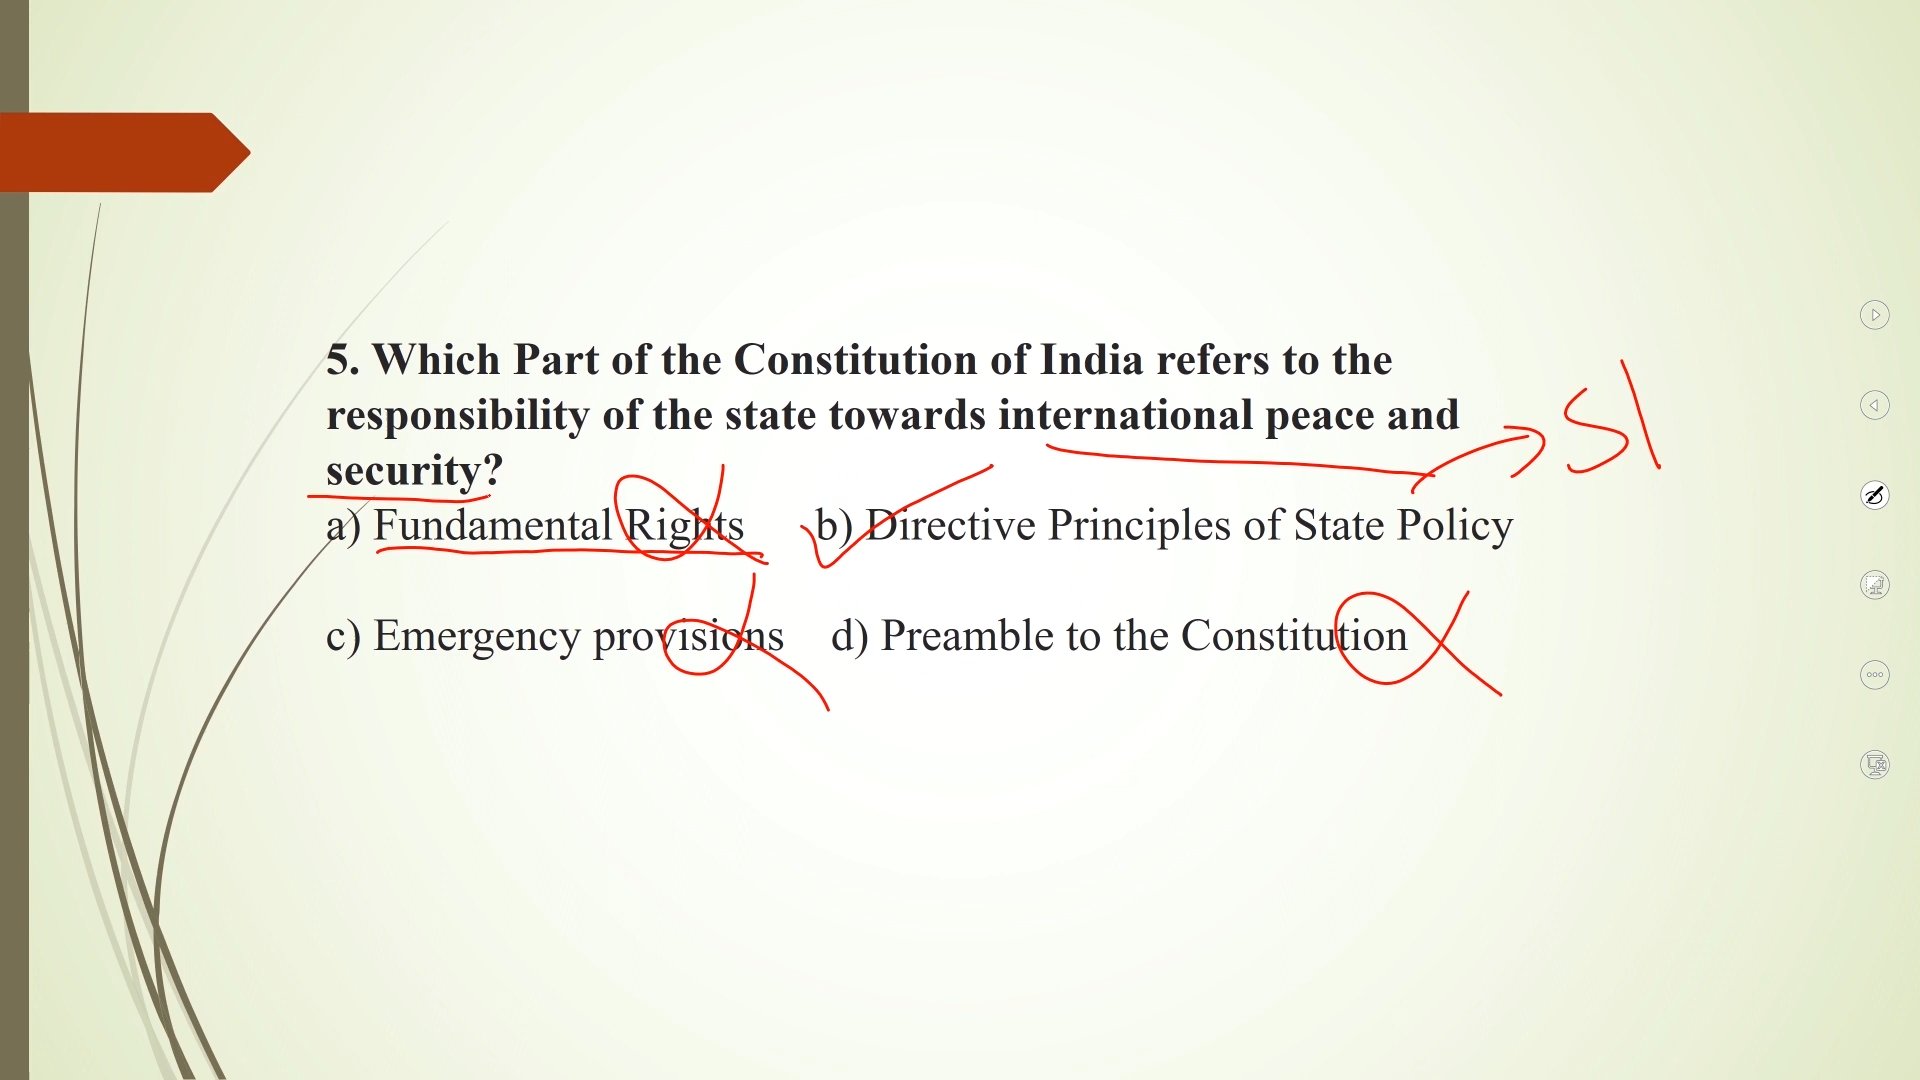 5. Which Part of the Constitution of India refers to the
responsibility of the state towards international peace and
security?
51
a) Fundamental Rights b) Directive Principles of State Policy
c) Emergency provisions d) Preamble to the Constitution